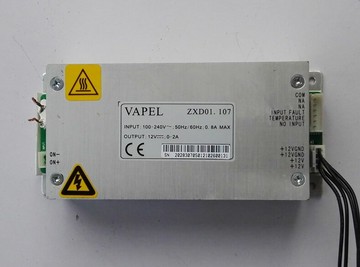 VAPEL ZXD01.107
INPUT: 100-240V~, 50Hz/60Hz, 0.8A MAX
OUTPUT: 12V⎓ 0-2A
CE
ON-
ON+
COM
NA
NA
INPUT FAULT
TEMPERATURE
NO INPUT
+12VGND
+12VGND
+12V
+12V